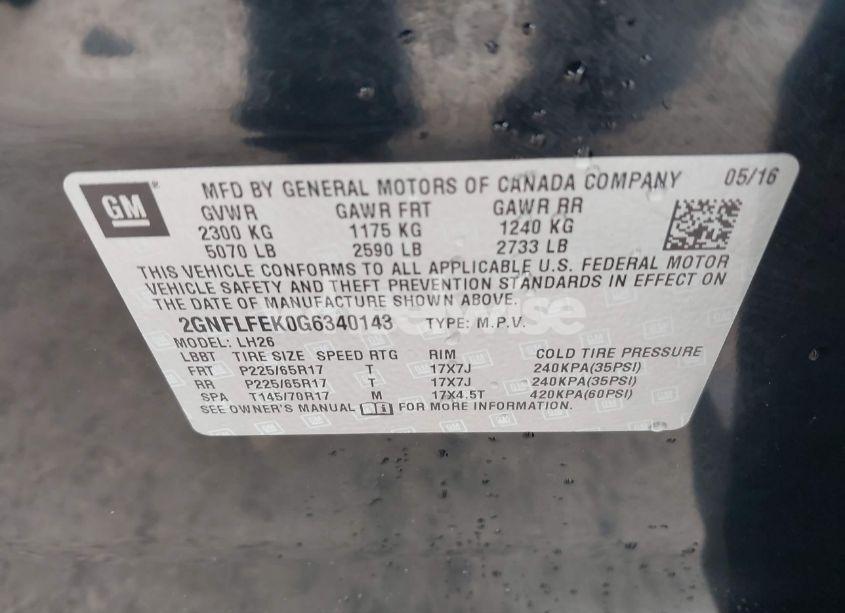 GM ® MFD BY GENERAL MOTORS OF CANADA COMPANY 05/16
GVWR GAWR FRT GAWR RR
2300 KG 1175 KG 1240 KG
5070 LB 2590 LB 2733 LB
THIS VEHICLE CONFORMS TO ALL APPLICABLE U.S. FEDERAL MOTOR
VEHICLE SAFETY AND THEFT PREVENTION STANDARDS IN EFFECT ON
THE DATE OF MANUFACTURE SHOWN ABOVE.
2GNFLFEK0G6340143 TYPE: M.P.V.
MODEL: LH26
LBBT TIRE SIZE SPEED RTG RIM COLD TIRE PRESSURE
FRT P225/65R17 T 17X7J 240KPA(35PSI)
RR P225/65R17 T 17X7J 240KPA(35PSI)
SPA T145/70R17 M 17X4.5T 420KPA(60PSI)
SEE OWNER'S MANUAL FOR MORE INFORMATION.